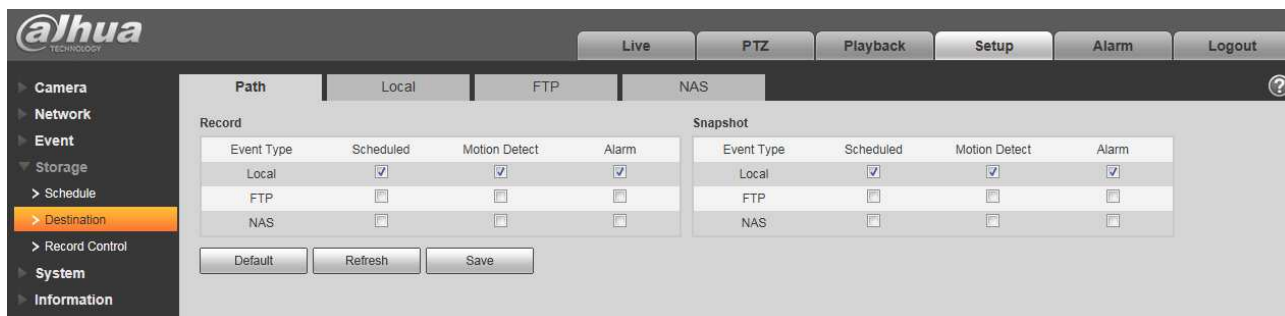 alhua
TECHNOLOGY
Live PTZ Playback Setup Alarm Logout
Camera
Network
Event
Storage
> Schedule
> Destination
> Record Control
System
Information
Path Local FTP NAS
?
Record
Event Type Scheduled Motion Detect Alarm
Local
FTP
NAS
Snapshot
Event Type Scheduled Motion Detect Alarm
Local
FTP
NAS
Default Refresh Save